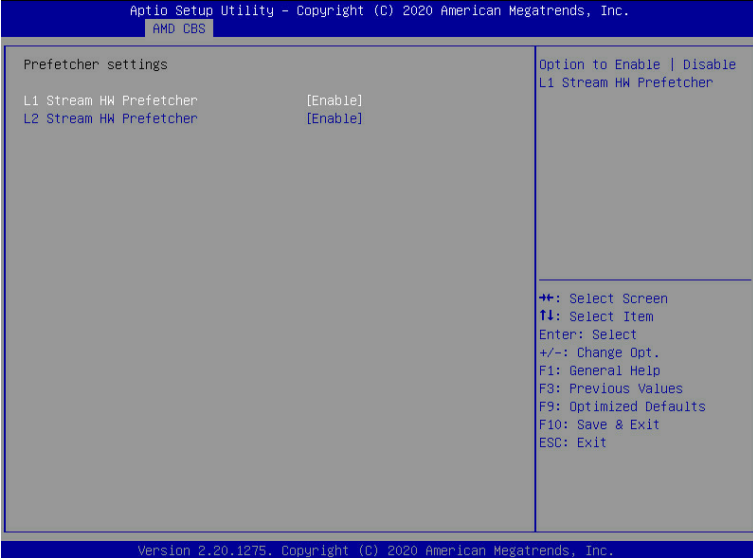 Aptio Setup Utility – Copyright (C) 2020 American Megatrends, Inc.
AMD CBS
Prefetcher settings
L1 Stream HW Prefetcher [Enable]
L2 Stream HW Prefetcher [Enable]
Option to Enable | Disable
L1 Stream HW Prefetcher
→←: Select Screen
↑↓: Select Item
Enter: Select
+/-: Change Opt.
F1: General Help
F3: Previous Values
F9: Optimized Defaults
F10: Save & Exit
ESC: Exit
Version 2.20.1275. Copyright (C) 2020 American Megatrends, Inc.